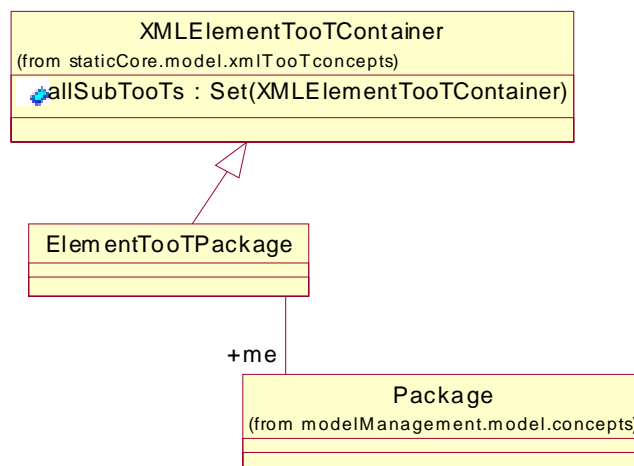 XMLElementTooTContainer
(from staticCore.model.xmlTooTconcepts)
allSubTooTs : Set(XMLElementTooTContainer)
ElementTooTPackage
+me
Package
(from modelManagement.model.concepts)